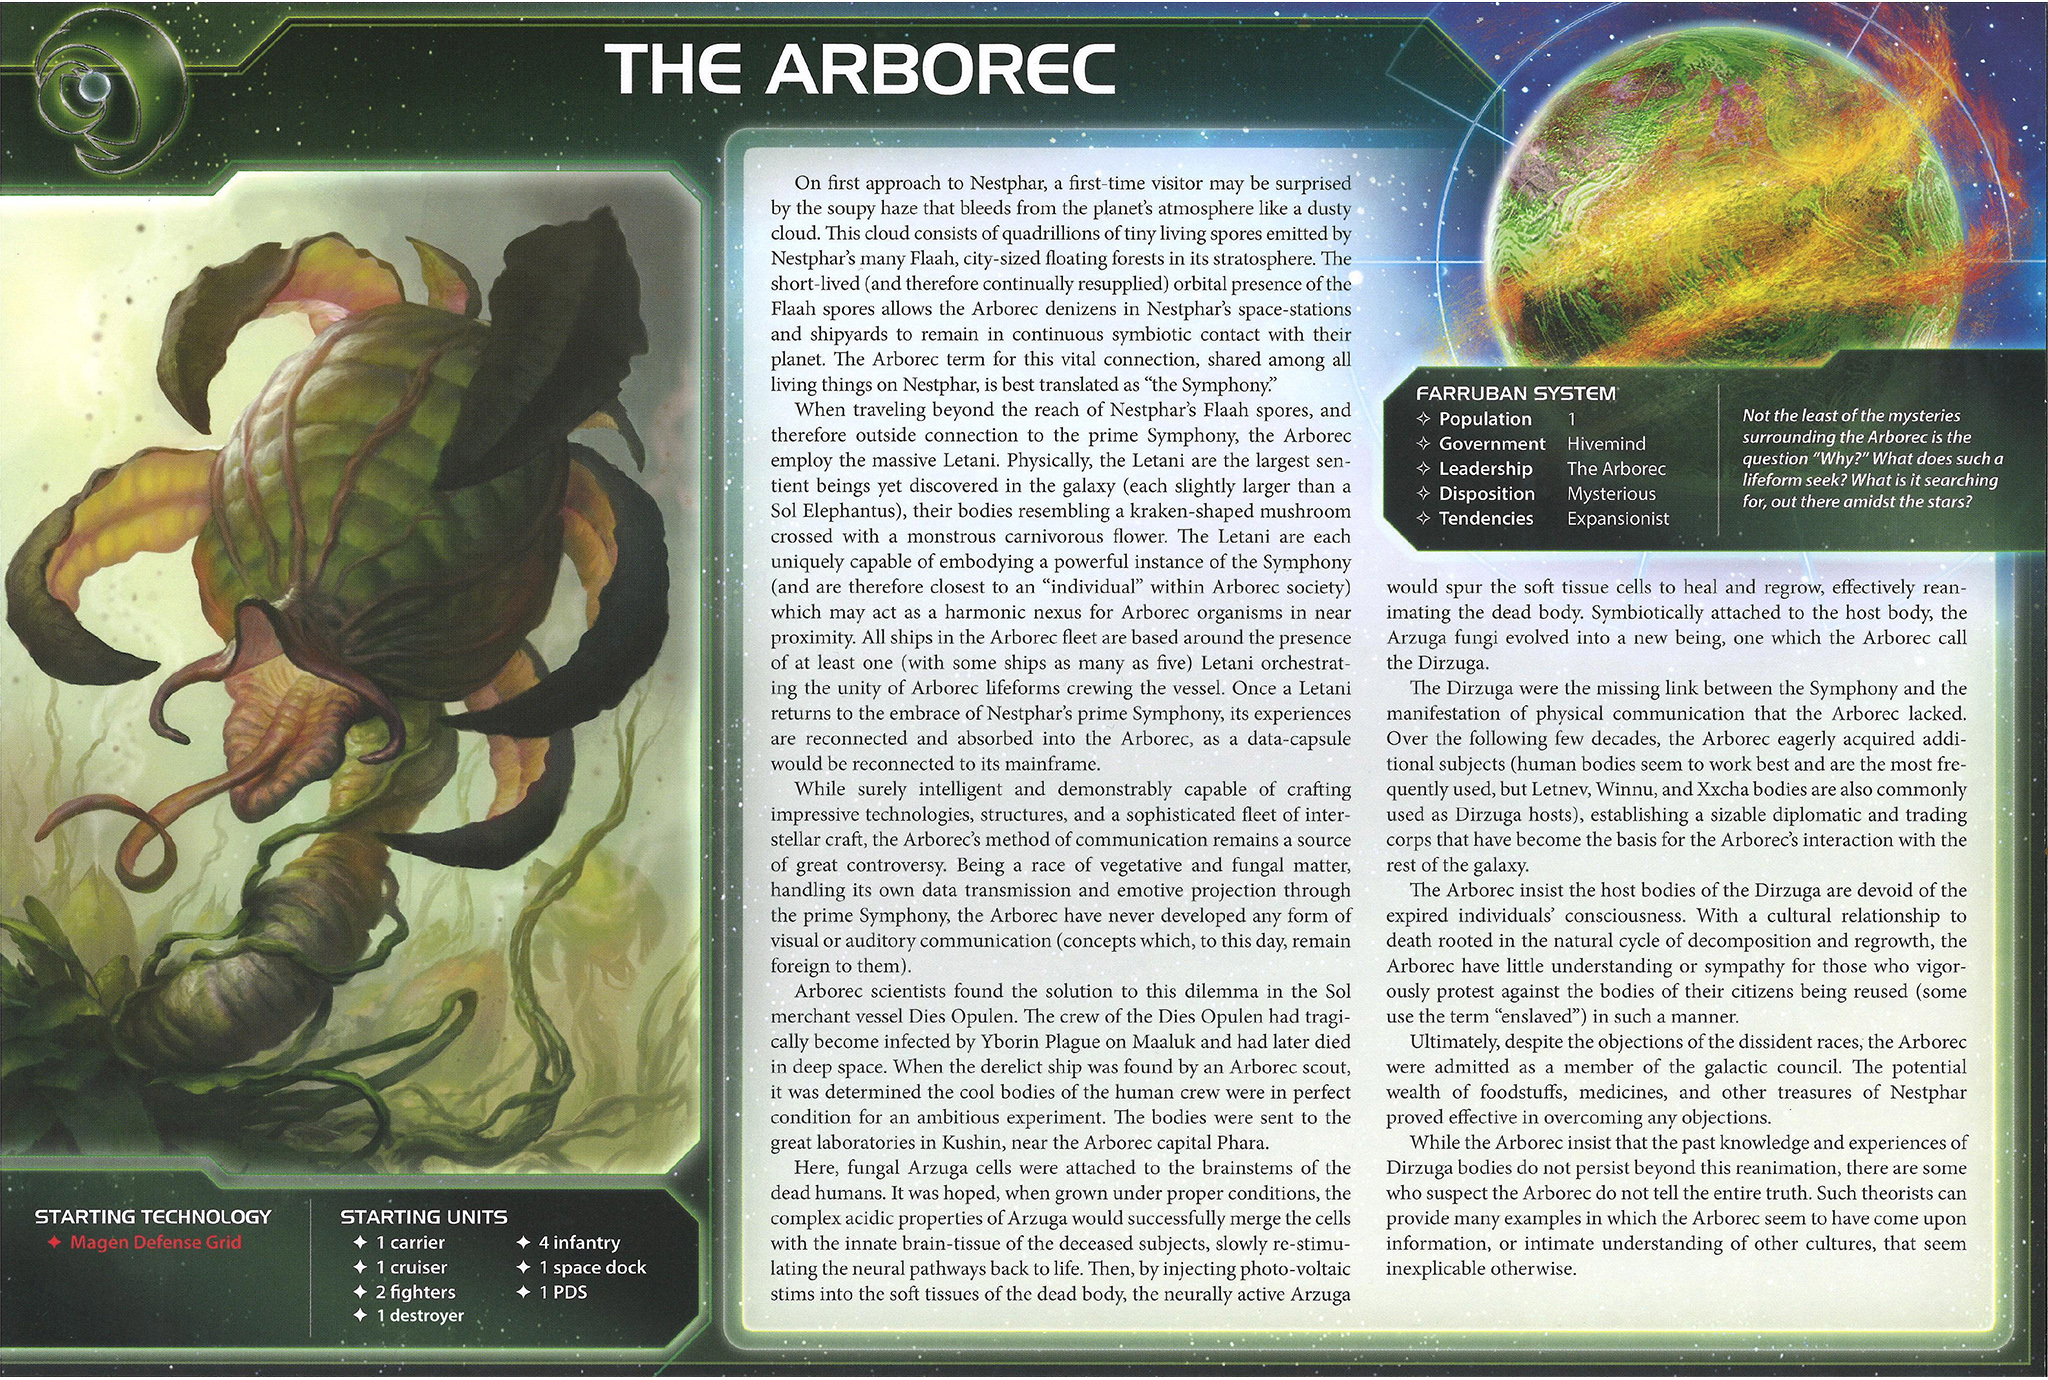 THE ARBOREC
On first approach to Nestphar, a first-time visitor may be surprised
by the soupy haze that bleeds from the planet's atmosphere like a dusty
cloud. This cloud consists of quadrillions of tiny living spores emitted by
Nestphar's many Flaah, city-sized floating forests in its stratosphere. The
short-lived (and therefore continually resupplied) orbital presence of the
Flaah spores allows the Arborec denizens in Nestphar's space-stations
and shipyards to remain in continuous symbiotic contact with their
planet. The Arborec term for this vital connection, shared among all
living things on Nestphar, is best translated as “the Symphony.”
When traveling beyond the reach of Nestphar's Flaah spores, and
therefore outside connection to the prime Symphony, the Arborec
employ the massive Letani. Physically, the Letani are the largest sen-
tient beings yet discovered in the galaxy (each slightly larger than a
Sol Elephantus), their bodies resembling a kraken-shaped mushroom
crossed with a monstrous carnivorous flower. The Letani are each
uniquely capable of embodying a powerful instance of the Symphony
(and are therefore closest to an “individual” within Arborec society)
which may act as a harmonic nexus for Arborec organisms in near
proximity. All ships in the Arborec fleet are based around the presence
of at least one (with some ships as many as five) Letani orchestrat-
ing the unity of Arborec lifeforms crewing the vessel. Once a Letani
returns to the embrace of Nestphar's prime Symphony, its experiences
are reconnected and absorbed into the Arborec, as a data-capsule
would be reconnected to its mainframe.
While surely intelligent and demonstrably capable of crafting
impressive technologies, structures, and a sophisticated fleet of inter-
stellar craft, the Arborec's method of communication remains a source
of great controversy. Being a race of vegetative and fungal matter,
handling its own data transmission and emotive projection through
the prime Symphony, the Arborec have never developed any form of
visual or auditory communication (concepts which, to this day, remain
foreign to them).
Arborec scientists found the solution to this dilemma in the Sol
merchant vessel Dies Opulen. The crew of the Dies Opulen had tragi-
cally become infected by Yborin Plague on Maaluk and had later died
in deep space. When the derelict ship was found by an Arborec scout,
it was determined the cool bodies of the human crew were in perfect
condition for an ambitious experiment. The bodies were sent to the
great laboratories in Kushin, near the Arborec capital Phara.
Here, fungal Arzuga cells were attached to the brainstems of the
dead humans. It was hoped, when grown under proper conditions, the
complex acidic properties of Arzuga would successfully merge the cells
with the innate brain-tissue of the deceased subjects, slowly re-stimu-
lating the neural pathways back to life. Then, by injecting photo-voltaic
stims into the soft tissues of the dead body, the neurally active Arzuga
FARRUBAN SYSTEM
Population 1
Government Hivemind
Leadership The Arborec
Disposition Mysterious
Tendencies Expansionist
Not the least of the mysteries
surrounding the Arborec is the
question “Why?” What does such a
lifeform seek? What is it searching
for, out there amidst the stars?
would spur the soft tissue cells to heal and regrow, effectively rean-
imating the dead body. Symbiotically attached to the host body, the
Arzuga fungi evolved into a new being, one which the Arborec call
the Dirzuga.
The Dirzuga were the missing link between the Symphony and the
manifestation of physical communication that the Arborec lacked.
Over the following few decades, the Arborec eagerly acquired addi-
tional subjects (human bodies seem to work best and are the most fre-
quently used, but Letnev, Winnu, and Xxcha bodies are also commonly
used as Dirzuga hosts), establishing a sizable diplomatic and trading
corps that have become the basis for the Arborec's interaction with the
rest of the galaxy.
The Arborec insist the host bodies of the Dirzuga are devoid of the
expired individuals' consciousness. With a cultural relationship to
death rooted in the natural cycle of decomposition and regrowth, the
Arborec have little understanding or sympathy for those who vigor-
ously protest against the bodies of their citizens being reused (some
use the term “enslaved”) in such a manner.
Ultimately, despite the objections of the dissident races, the Arborec
were admitted as a member of the galactic council. The potential
wealth of foodstuffs, medicines, and other treasures of Nestphar
proved effective in overcoming any objections.
While the Arborec insist that the past knowledge and experiences of
Dirzuga bodies do not persist beyond this reanimation, there are some
who suspect the Arborec do not tell the entire truth. Such theorists can
provide many examples in which the Arborec seem to have come upon
information, or intimate understanding of other cultures, that seem
inexplicable otherwise.
STARTING TECHNOLOGY
Magen Defense Grid
STARTING UNITS
1 carrier
1 cruiser
2 fighters
1 destroyer
4 infantry
1 space dock
1 PDS